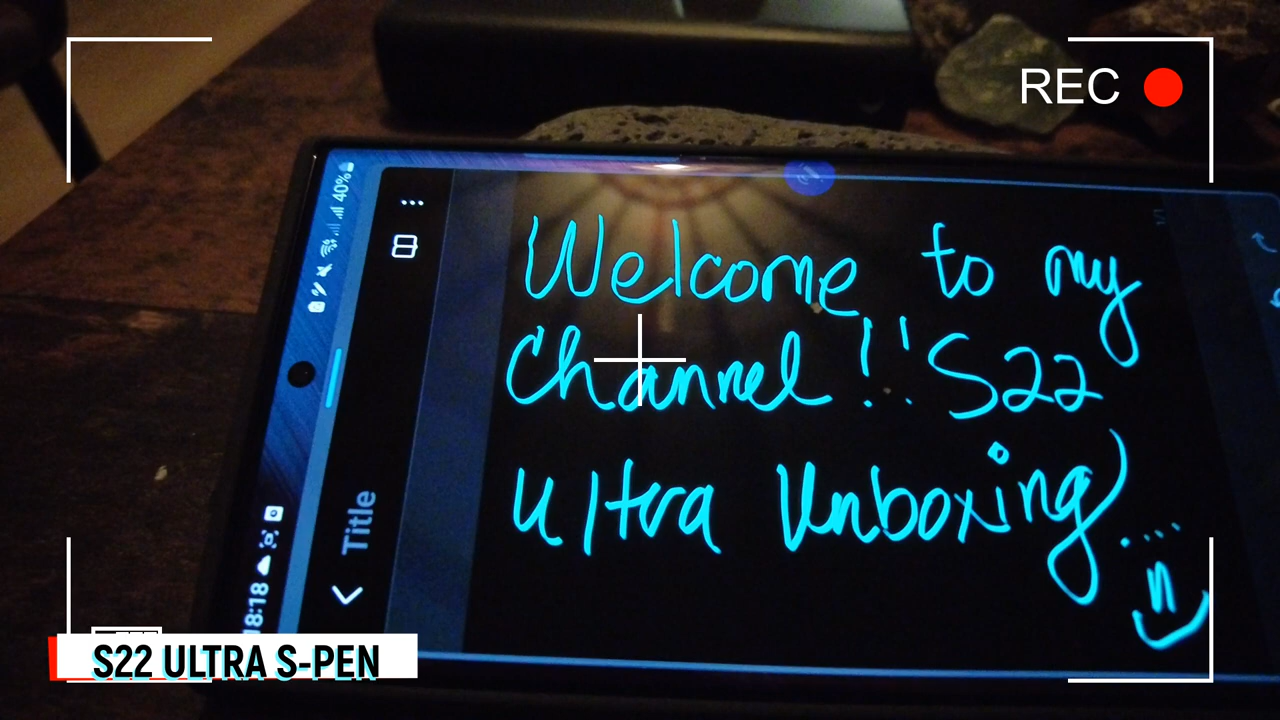 REC
40%
Welcome to my
Channel!! S22
Ultra Unboxing...
Title
18:18
S22 ULTRA S-PEN